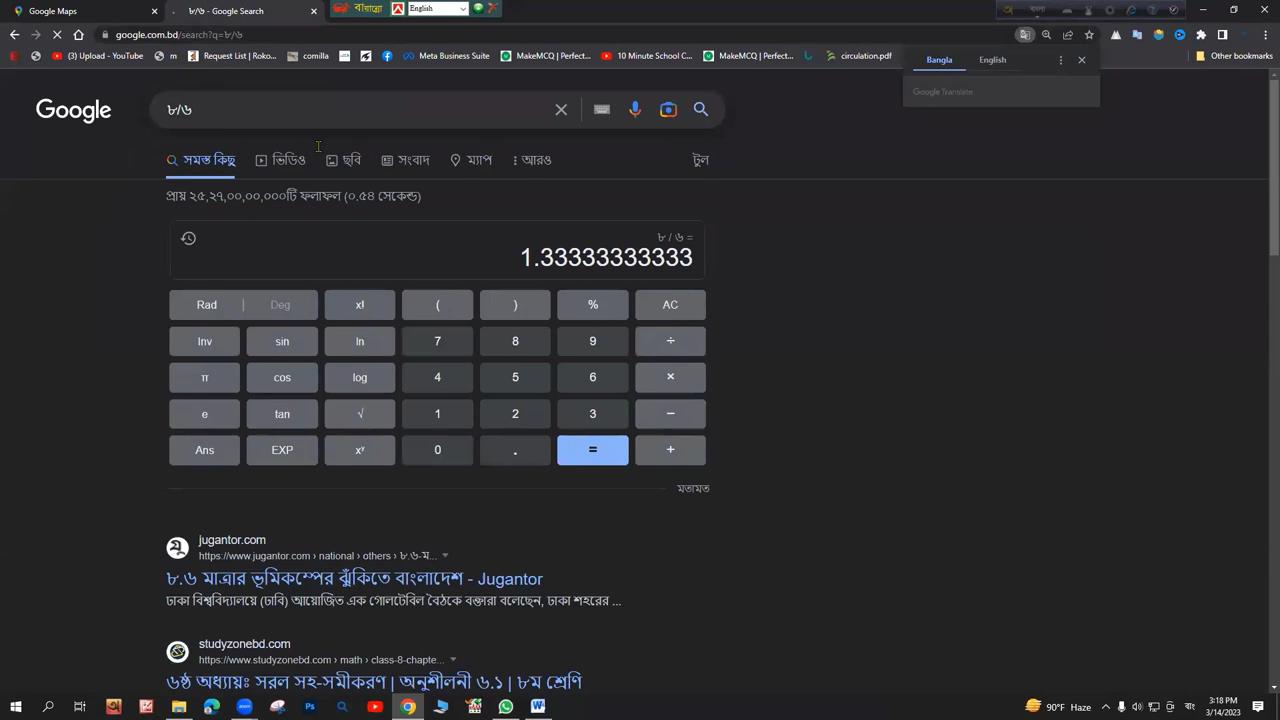 Google Maps
৮/৬ - Google Search
বায়ান্নো
English
google.com.bd/search?q=৮/৬
(3) Upload - YouTube
m
Request List | Roko...
comilla
Meta Business Suite
MakeMCQ | Perfect...
10 Minute School C...
MakeMCQ | Perfect...
circulation.pdf
Other bookmarks
Bangla English
Google Translate
Google
৮/৬
সমস্ত কিছু ভিডিও ছবি সংবাদ ম্যাপ আরও টুল
প্রায় ২৫,২৭,০০,০০,০০০টি ফলাফল (০.৫৪ সেকেন্ড)
৮ / ৬ =
1.33333333333
Rad | Deg x! ( ) % AC
Inv sin ln 7 8 9 ÷
π cos log 4 5 6 ×
e tan √ 1 2 3 −
Ans EXP xʸ 0 . = +
মতামত
jugantor.com
https://www.jugantor.com › national › others › ৮.৬-ম...
৮.৬ মাত্রার ভূমিকম্পের ঝুঁকিতে বাংলাদেশ - Jugantor
ঢাকা বিশ্ববিদ্যালয়ে (ঢাবি) আয়োজিত এক গোলটেবিল বৈঠকে বক্তারা বলেছেন, ঢাকা শহরের ...
studyzonebd.com
https://www.studyzonebd.com › math › class-8-chapte...
৬ষ্ঠ অধ্যায়ঃ সরল সহ-সমীকরণ | অনুশীলনী ৬.১ | ৮ম শ্রেণি
90°F Haze
3:18 PM
3/14/2023